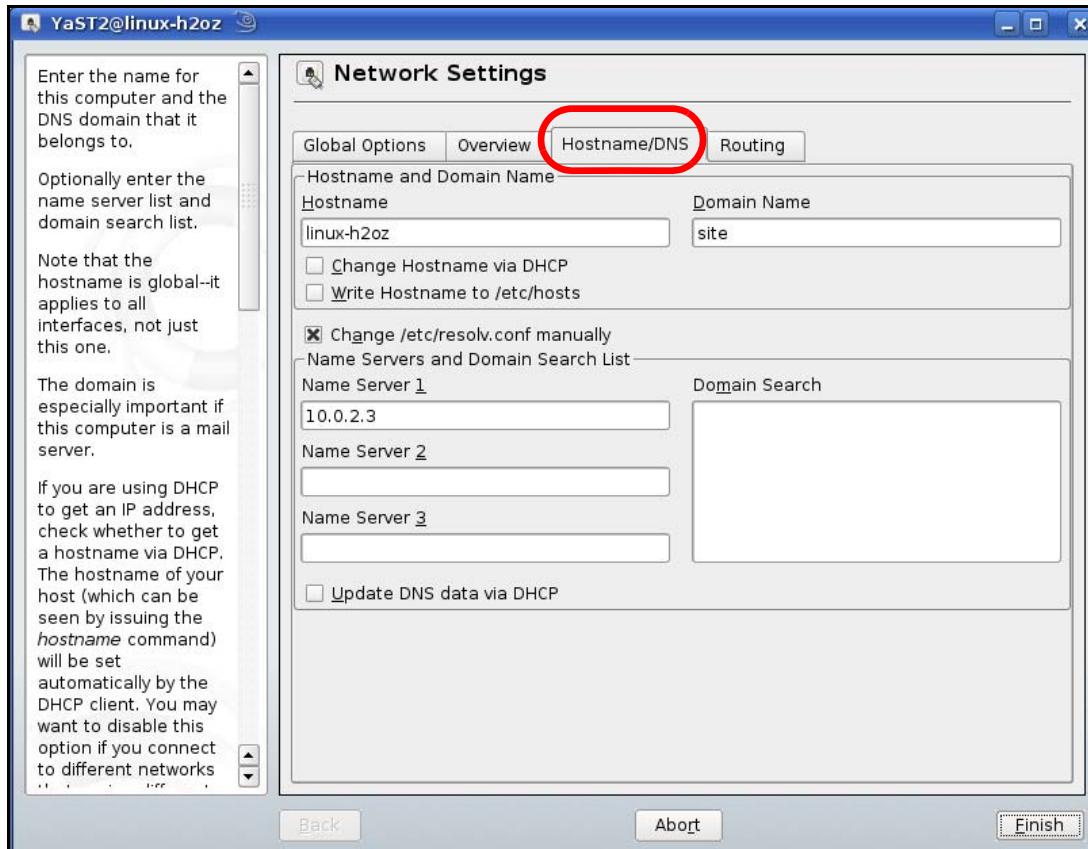 YaST2@linux-h2oz
Enter the name for
this computer and the
DNS domain that it
belongs to.
Optionally enter the
name server list and
domain search list.
Note that the
hostname is global--it
applies to all
interfaces, not just
this one.
The domain is
especially important if
this computer is a mail
server.
If you are using DHCP
to get an IP address,
check whether to get
a hostname via DHCP.
The hostname of your
host (which can be
seen by issuing the
hostname command)
will be set
automatically by the
DHCP client. You may
want to disable this
option if you connect
to different networks
Network Settings
Global Options
Overview
Hostname/DNS
Routing
Hostname and Domain Name
Hostname
Domain Name
linux-h2oz
site
Change Hostname via DHCP
Write Hostname to /etc/hosts
Change /etc/resolv.conf manually
Name Servers and Domain Search List
Name Server 1
Domain Search
10.0.2.3
Name Server 2
Name Server 3
Update DNS data via DHCP
Back
Abort
Finish